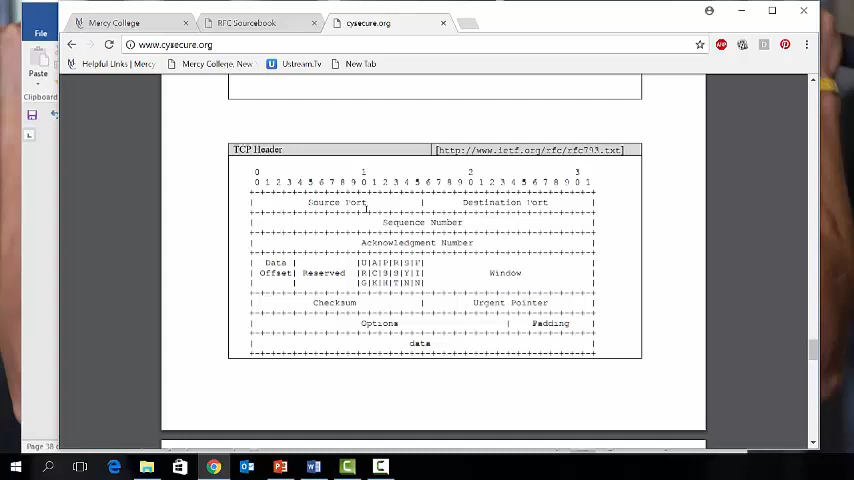 File
Paste
Clipboard
Page 38
Mercy College
RFC Sourcebook
cysecure.org
www.cysecure.org
Helpful Links | Mercy
Mercy College, New
Ustream.Tv
New Tab
TCP Header [http://www.ietf.org/rfc/rfc793.txt]
0 1 2 3
0 1 2 3 4 5 6 7 8 9 0 1 2 3 4 5 6 7 8 9 0 1 2 3 4 5 6 7 8 9 0 1
+-+-+-+-+-+-+-+-+-+-+-+-+-+-+-+-+-+-+-+-+-+-+-+-+-+-+-+-+-+-+-+-+
| Source Port | Destination Port |
+-+-+-+-+-+-+-+-+-+-+-+-+-+-+-+-+-+-+-+-+-+-+-+-+-+-+-+-+-+-+-+-+
| Sequence Number |
+-+-+-+-+-+-+-+-+-+-+-+-+-+-+-+-+-+-+-+-+-+-+-+-+-+-+-+-+-+-+-+-+
| Acknowledgment Number |
+-+-+-+-+-+-+-+-+-+-+-+-+-+-+-+-+-+-+-+-+-+-+-+-+-+-+-+-+-+-+-+-+
| Data | |U|A|P|R|S|F| |
| Offset| Reserved |R|C|S|S|Y|I| Window |
| | |G|K|H|T|N|N| |
+-+-+-+-+-+-+-+-+-+-+-+-+-+-+-+-+-+-+-+-+-+-+-+-+-+-+-+-+-+-+-+-+
| Checksum | Urgent Pointer |
+-+-+-+-+-+-+-+-+-+-+-+-+-+-+-+-+-+-+-+-+-+-+-+-+-+-+-+-+-+-+-+-+
| Options | Padding |
+-+-+-+-+-+-+-+-+-+-+-+-+-+-+-+-+-+-+-+-+-+-+-+-+-+-+-+-+-+-+-+-+
| data |
+-+-+-+-+-+-+-+-+-+-+-+-+-+-+-+-+-+-+-+-+-+-+-+-+-+-+-+-+-+-+-+-+